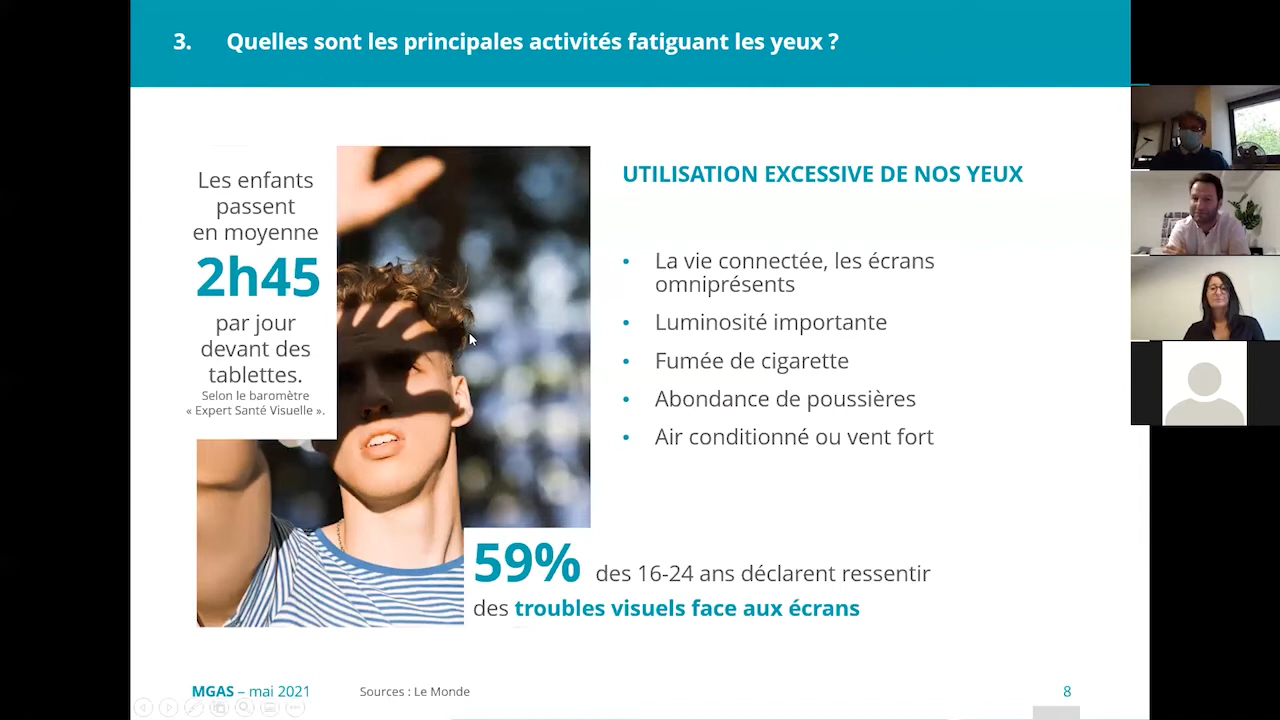 3. Quelles sont les principales activités fatiguant les yeux ?
Les enfants
passent
en moyenne
2h45
par jour
devant des
tablettes.
Selon le baromètre
« Expert Santé Visuelle ».
UTILISATION EXCESSIVE DE NOS YEUX
• La vie connectée, les écrans
omniprésents
• Luminosité importante
• Fumée de cigarette
• Abondance de poussières
• Air conditionné ou vent fort
59% des 16-24 ans déclarent ressentir
des troubles visuels face aux écrans
MGAS – mai 2021
Sources : Le Monde
8